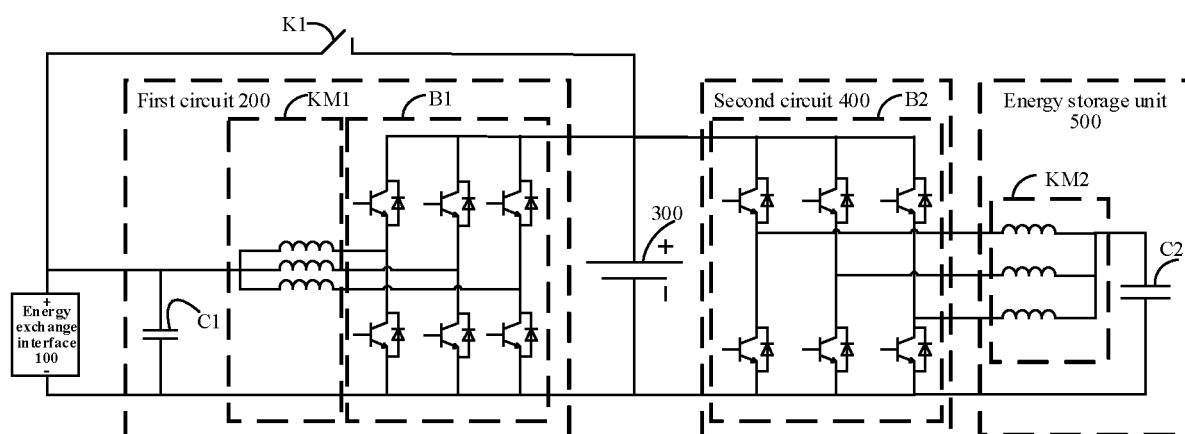 K1
First circuit 200
KM1
B1
Second circuit 400
B2
Energy storage unit
500
KM2
300
+
C2
+
Energy
exchange
interface
100
-
C1